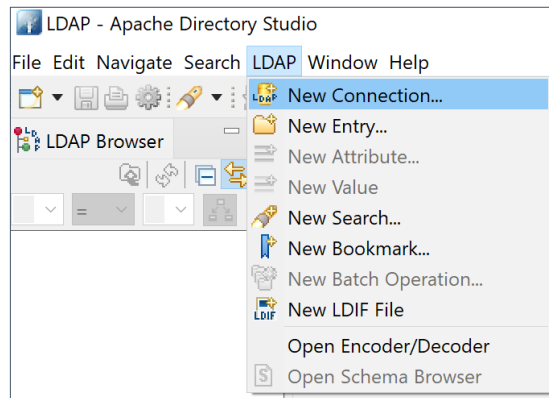 LDAP - Apache Directory Studio
File Edit Navigate Search LDAP Window Help
LDAP New Connection...
LDAP Browser
New Entry...
New Attribute...
New Value
=
New Search...
New Bookmark...
New Batch Operation...
LDIF New LDIF File
Open Encoder/Decoder
S Open Schema Browser